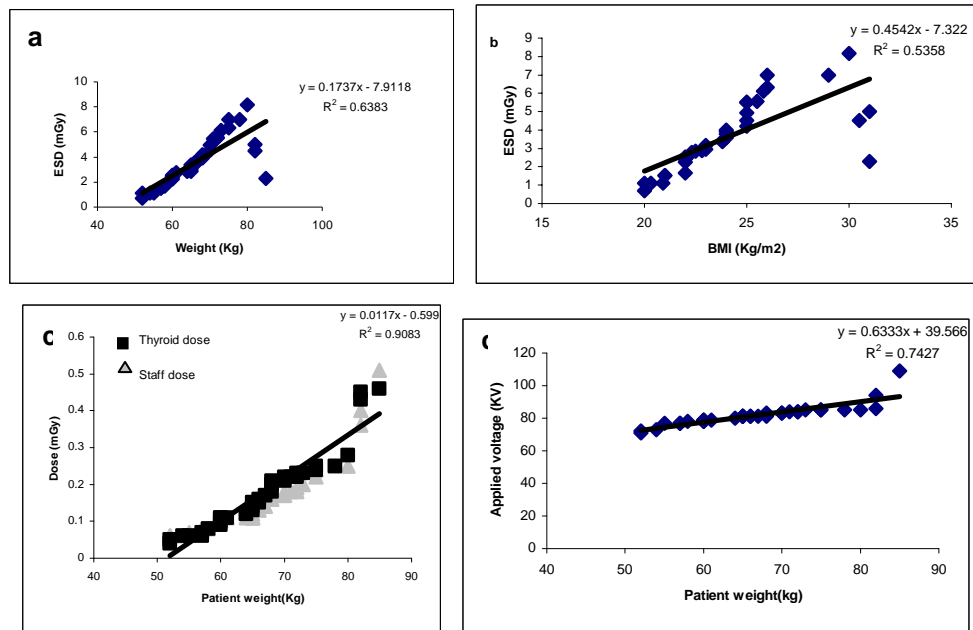 a
y = 0.1737x - 7.9118
R² = 0.6383
ESD (mGy)
10
8
6
4
2
0
40 60 80 100
Weight (Kg)
b
y = 0.4542x - 7.322
R² = 0.5358
ESD (mGy)
9
8
7
6
5
4
3
2
1
0
15 20 25 30 35
BMI (Kg/m2)
c
y = 0.0117x - 0.599
R² = 0.9083
Thyroid dose
Staff dose
Dose (mGy)
0.6
0.5
0.4
0.3
0.2
0.1
0
40 50 60 70 80 90
Patient weight(Kg)
y = 0.6333x + 39.566
R² = 0.7427
Applied voltage (KV)
120
100
80
60
40
20
0
40 50 60 70 80 90
Patient weight(kg)